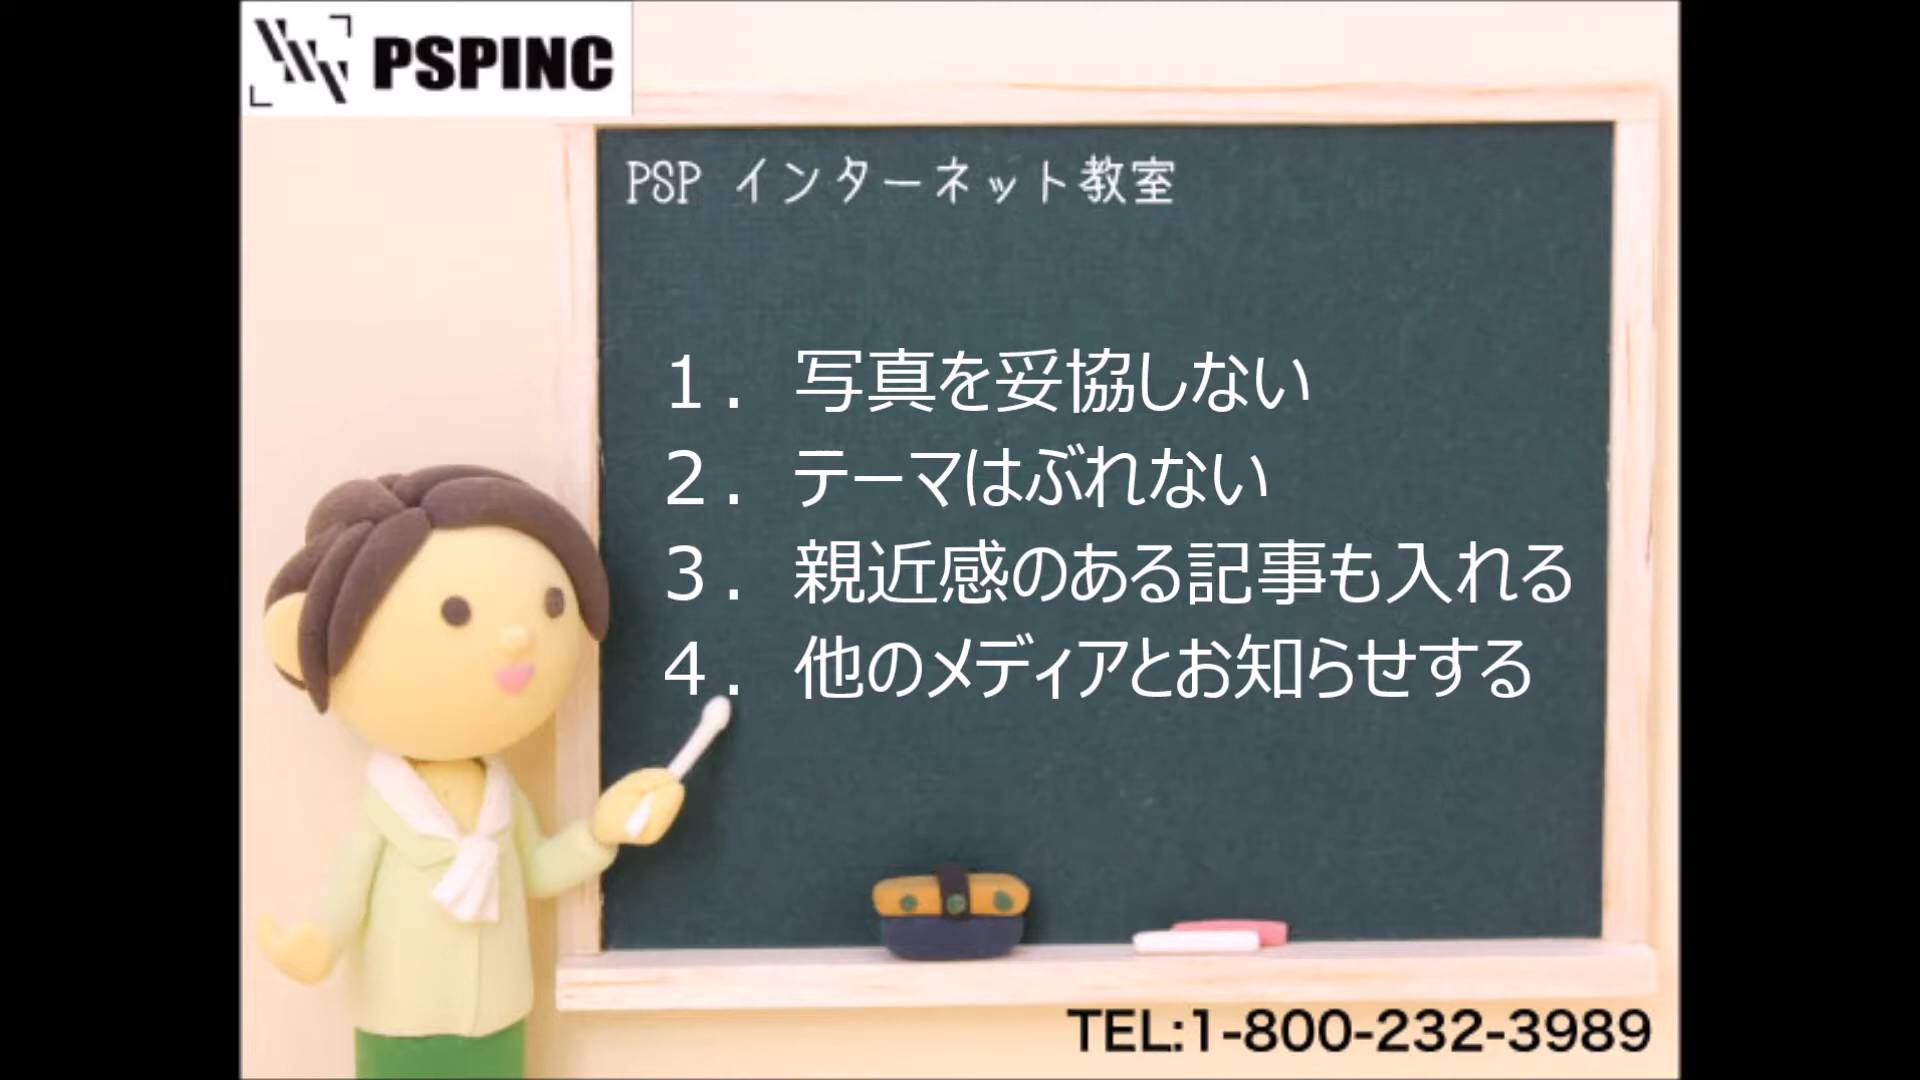 PSPINC
PSP インターネット教室
１．写真を妥協しない
２．テーマはぶれない
３．親近感のある記事も入れる
４．他のメディアとお知らせする
TEL:1-800-232-3989